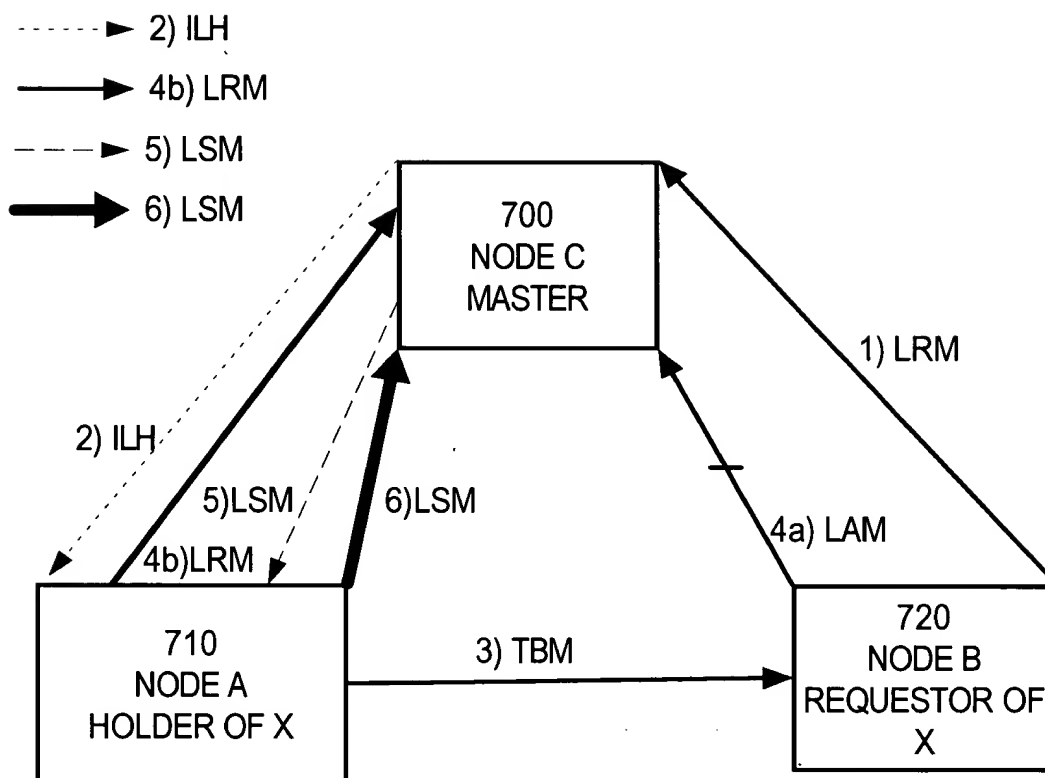 2) ILH
4b) LRM
5) LSM
6) LSM
700
NODE C
MASTER
1) LRM
2) ILH
5)LSM
6)LSM
4b)LRM
4a) LAM
710
NODE A
HOLDER OF X
3) TBM
720
NODE B
REQUESTOR OF
X